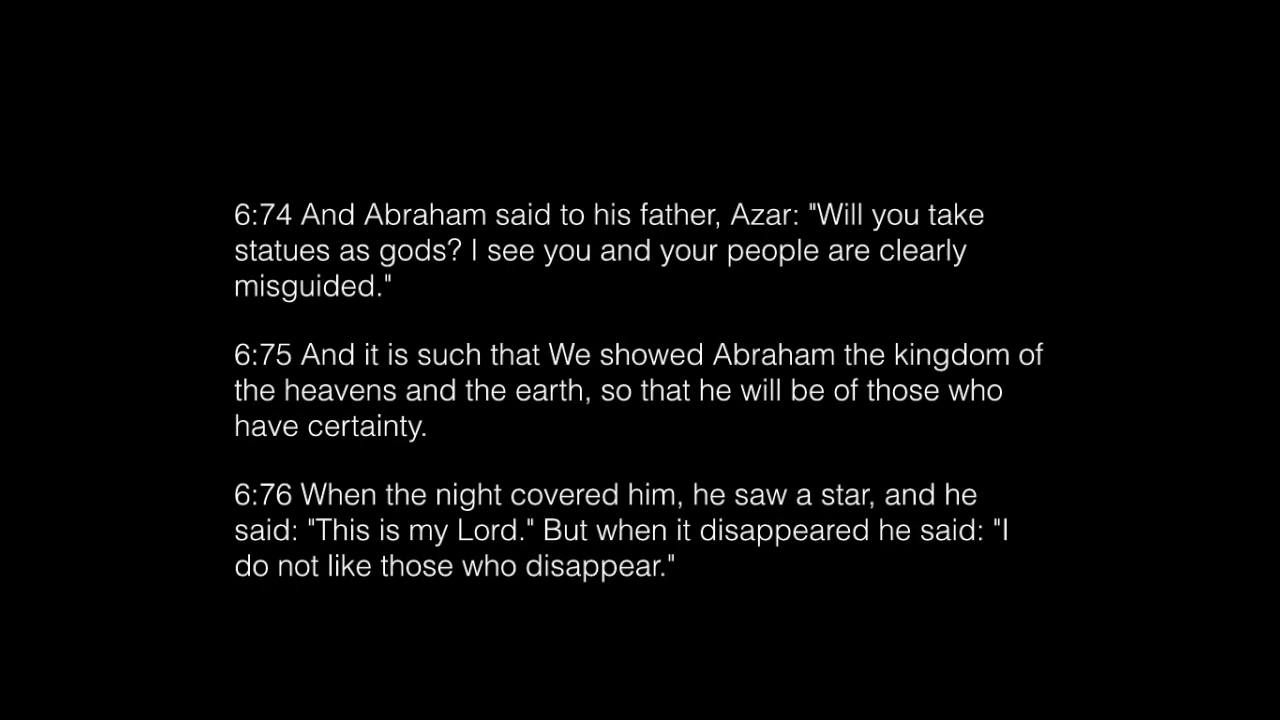 6:74 And Abraham said to his father, Azar: "Will you take
statues as gods? I see you and your people are clearly
misguided."
6:75 And it is such that We showed Abraham the kingdom of
the heavens and the earth, so that he will be of those who
have certainty.
6:76 When the night covered him, he saw a star, and he
said: "This is my Lord." But when it disappeared he said: "I
do not like those who disappear."